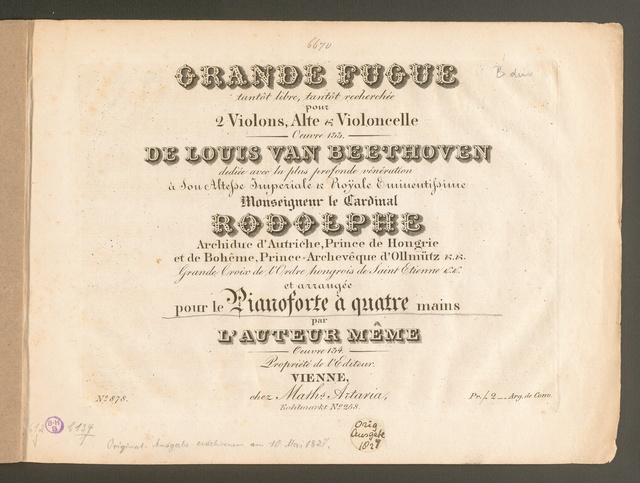 6670
B dur
GRANDE FUGUE
tantôt libre, tantôt recherchée
pour
2 Violons, Alte & Violoncelle
Oeuvre 133.
DE LOUIS VAN BEETHOVEN
dediée avec la plus profonde vénération
à Son Altesse Imperiale & Royale Eminentissime
Monseigneur le Cardinal
RODOLPHE
Archiduc d'Autriche, Prince de Hongrie
et de Bohême, Prince-Archevêque d'Ollmütz &. &.
Grande Croix de l'Ordre hongrois de Saint Etienne &. &.
et arrangée
pour le Pianoforte à quatre mains
par
L'AUTEUR MÊME
Oeuvre 134.
Propriété de l'Editeur.
VIENNE,
chez Maths Artaria,
Kohlmarkt No 258.
No 878.
Pr. f. 2 _ Arg. de Conv.
Orig.
Ausgabe
1827
B-H
Original-Ausgabe erschienen am 10. Mai 1827.